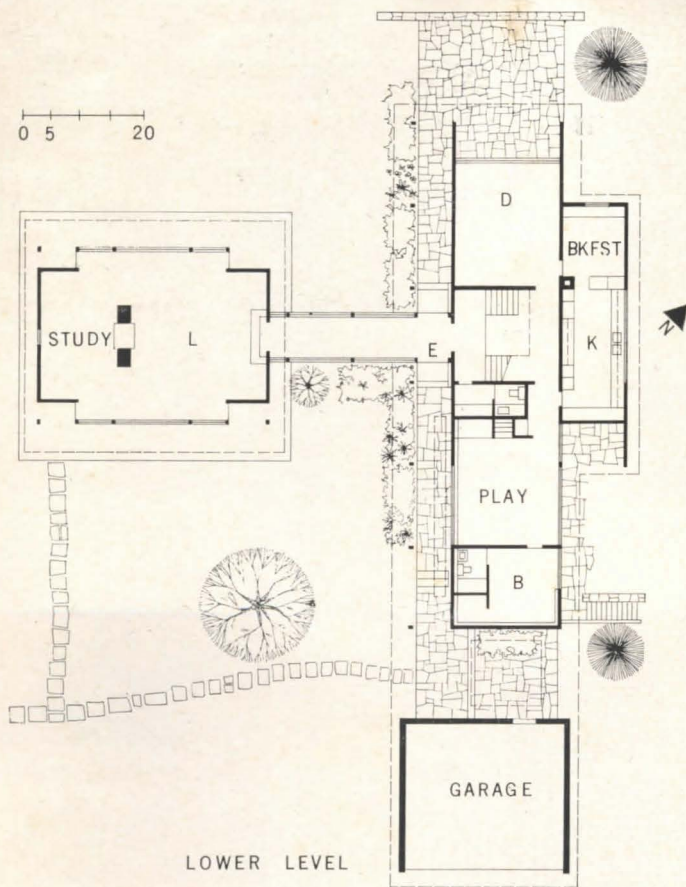 0 5 20
D
BKFST
STUDY L
E
K
N
PLAY
B
GARAGE
LOWER LEVEL